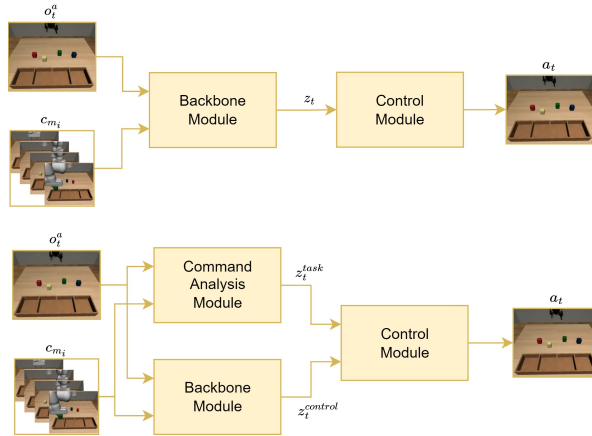 o_t^a
c_{m_i}
Backbone
Module
z_t
Control
Module
a_t
o_t^a
c_{m_i}
Command
Analysis
Module
z_t^{task}
Backbone
Module
z_t^{control}
Control
Module
a_t